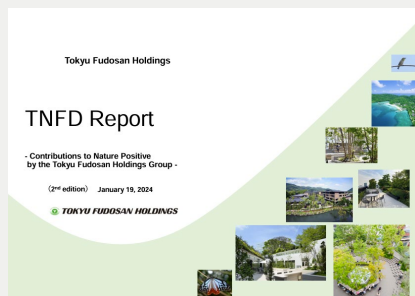 Tokyu Fudosan Holdings
TNFD Report
- Contributions to Nature Positive
by the Tokyu Fudosan Holdings Group -
（2nd edition） January 19, 2024
TOKYU FUDOSAN HOLDINGS